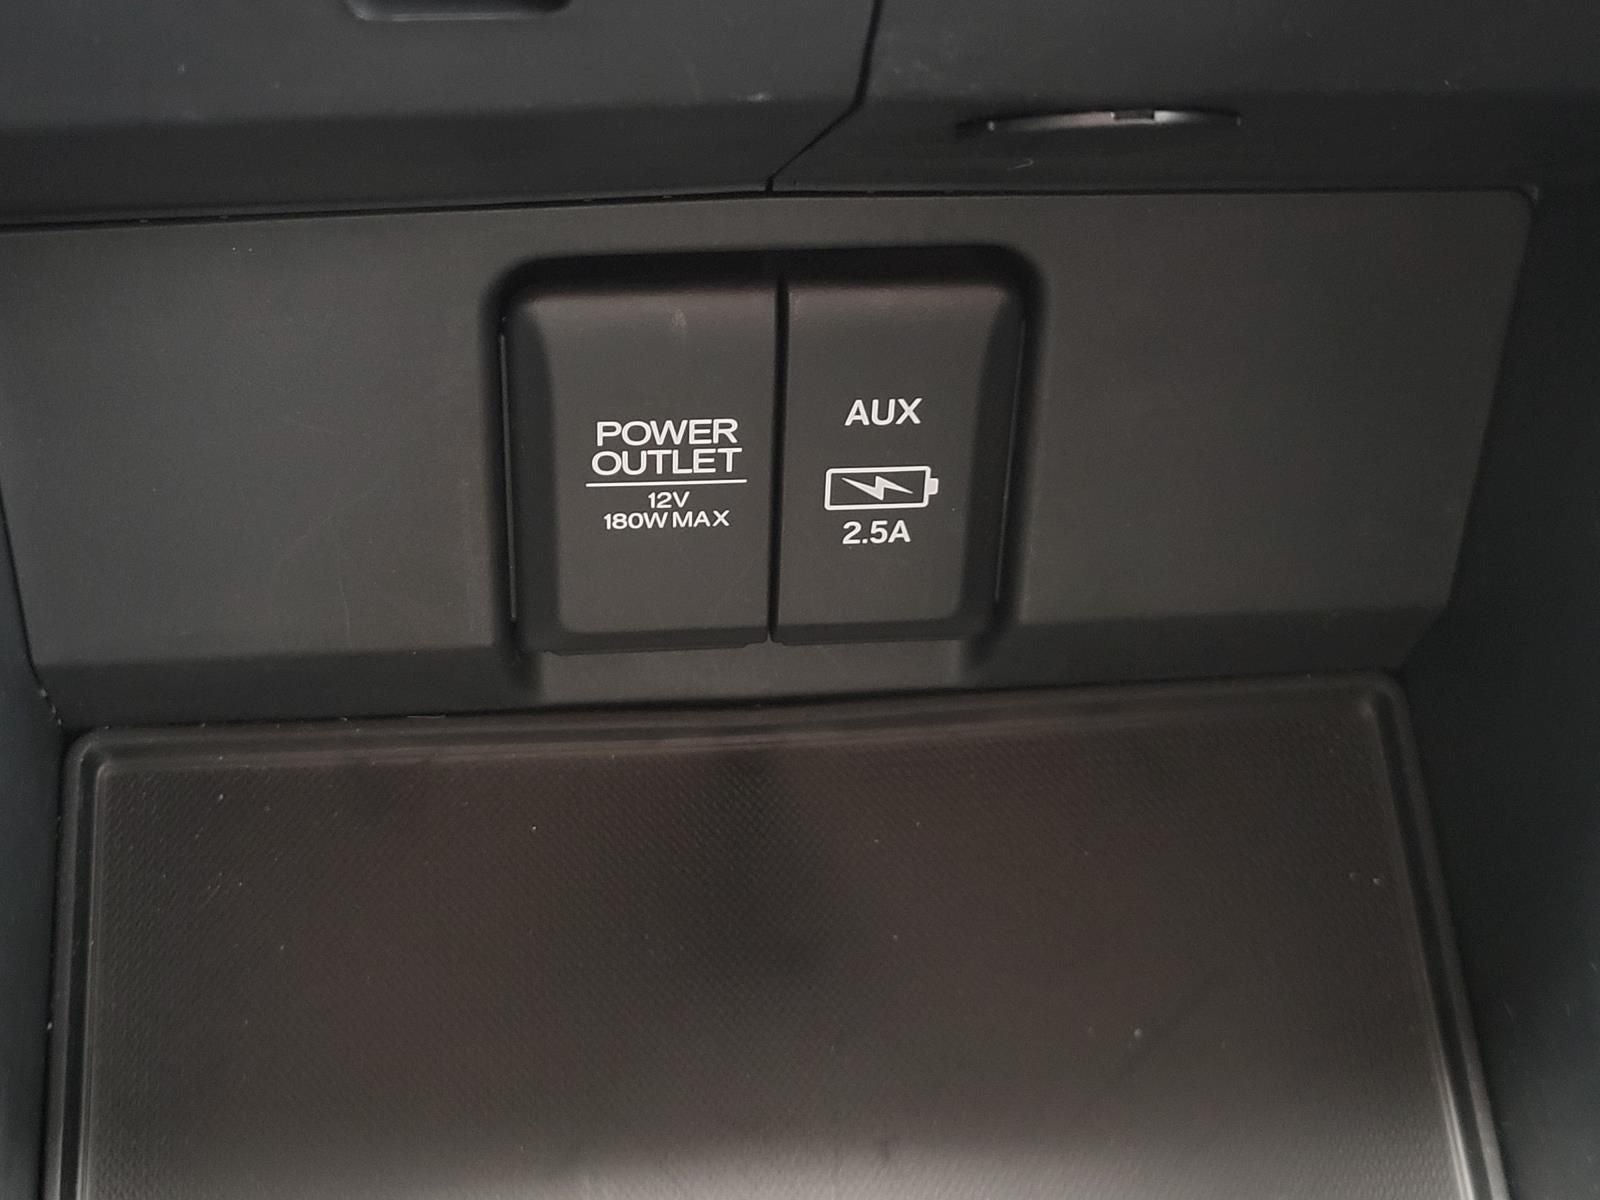 POWER
OUTLET
12V
180W MAX
AUX
2.5A